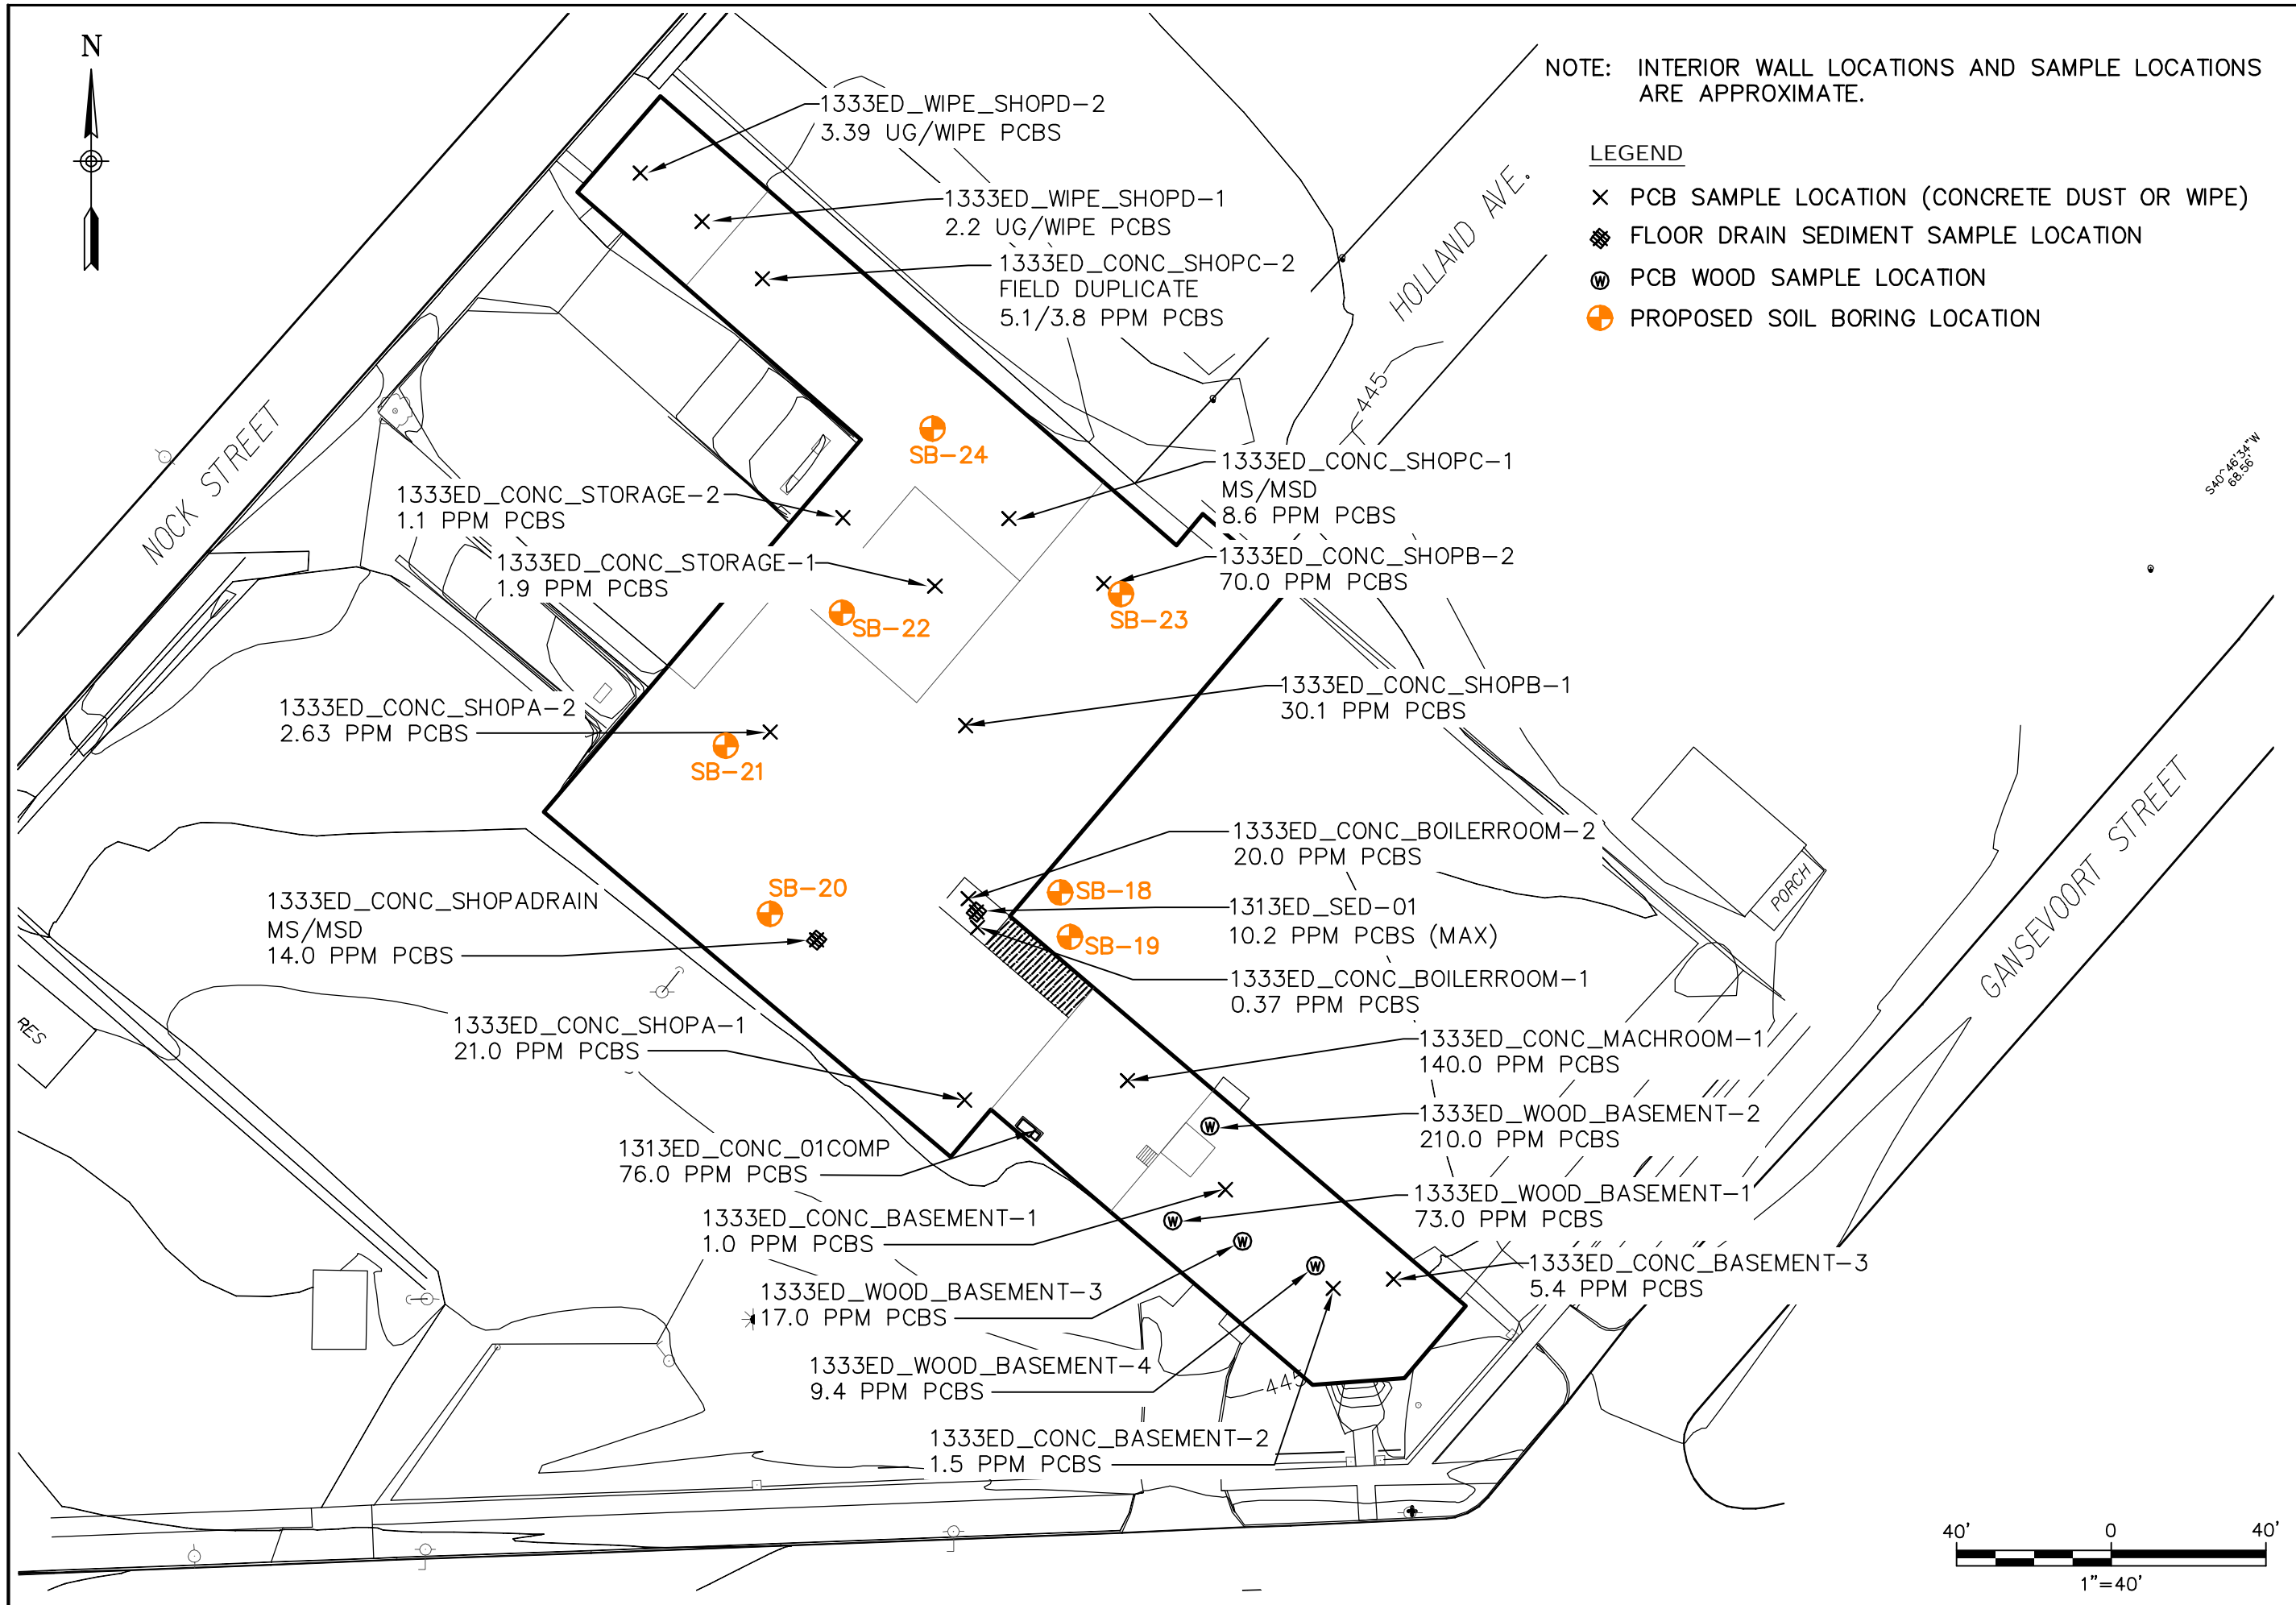 N
NOTE: INTERIOR WALL LOCATIONS AND SAMPLE LOCATIONS
ARE APPROXIMATE.
LEGEND
PCB SAMPLE LOCATION (CONCRETE DUST OR WIPE)
FLOOR DRAIN SEDIMENT SAMPLE LOCATION
W PCB WOOD SAMPLE LOCATION
PROPOSED SOIL BORING LOCATION
1333ED_WIPE_SHOPD-2
3.39 UG/WIPE PCBS
1333ED_WIPE_SHOPD-1
2.2 UG/WIPE PCBS
1333ED_CONC_SHOPC-2
FIELD DUPLICATE
5.1/3.8 PPM PCBS
HOLLAND AVE.
445
NOCK STREET
SB-24
1333ED_CONC_SHOPC-1
MS/MSD
8.6 PPM PCBS
S40°46'34"W
68.56'
1333ED_CONC_STORAGE-2
1.1 PPM PCBS
1333ED_CONC_STORAGE-1
1.9 PPM PCBS
1333ED_CONC_SHOPB-2
70.0 PPM PCBS
SB-22
SB-23
1333ED_CONC_SHOPA-2
2.63 PPM PCBS
1333ED_CONC_SHOPB-1
30.1 PPM PCBS
SB-21
1333ED_CONC_BOILERROOM-2
20.0 PPM PCBS
PORCH
GANSEVOORT STREET
SB-20
SB-18
1333ED_CONC_SHOPADRAIN
MS/MSD
14.0 PPM PCBS
1313ED_SED-01
10.2 PPM PCBS (MAX)
SB-19
1333ED_CONC_BOILERROOM-1
0.37 PPM PCBS
RES
1333ED_CONC_SHOPA-1
21.0 PPM PCBS
1333ED_CONC_MACHROOM-1
140.0 PPM PCBS
1333ED_WOOD_BASEMENT-2
210.0 PPM PCBS
W
1313ED_CONC_01COMP
76.0 PPM PCBS
1333ED_WOOD_BASEMENT-1
73.0 PPM PCBS
W
1333ED_CONC_BASEMENT-1
1.0 PPM PCBS
W
1333ED_CONC_BASEMENT-3
5.4 PPM PCBS
W
1333ED_WOOD_BASEMENT-3
17.0 PPM PCBS
1333ED_WOOD_BASEMENT-4
9.4 PPM PCBS
445
1333ED_CONC_BASEMENT-2
1.5 PPM PCBS
40' 0 40'
1"=40'